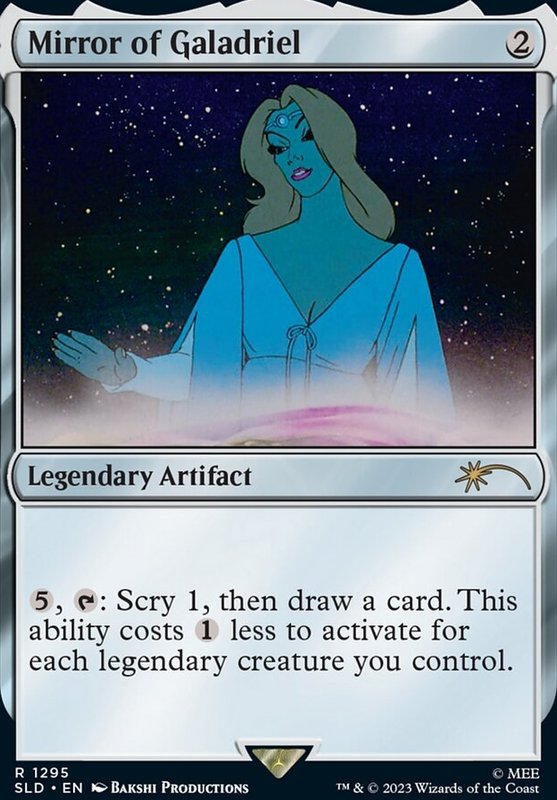 Mirror of Galadriel 2
Legendary Artifact
5, : Scry 1, then draw a card. This
ability costs 1 less to activate for
each legendary creature you control.
R 1295
SLD • EN Bakshi Productions
© MEE
™ & © 2023 Wizards of the Coast